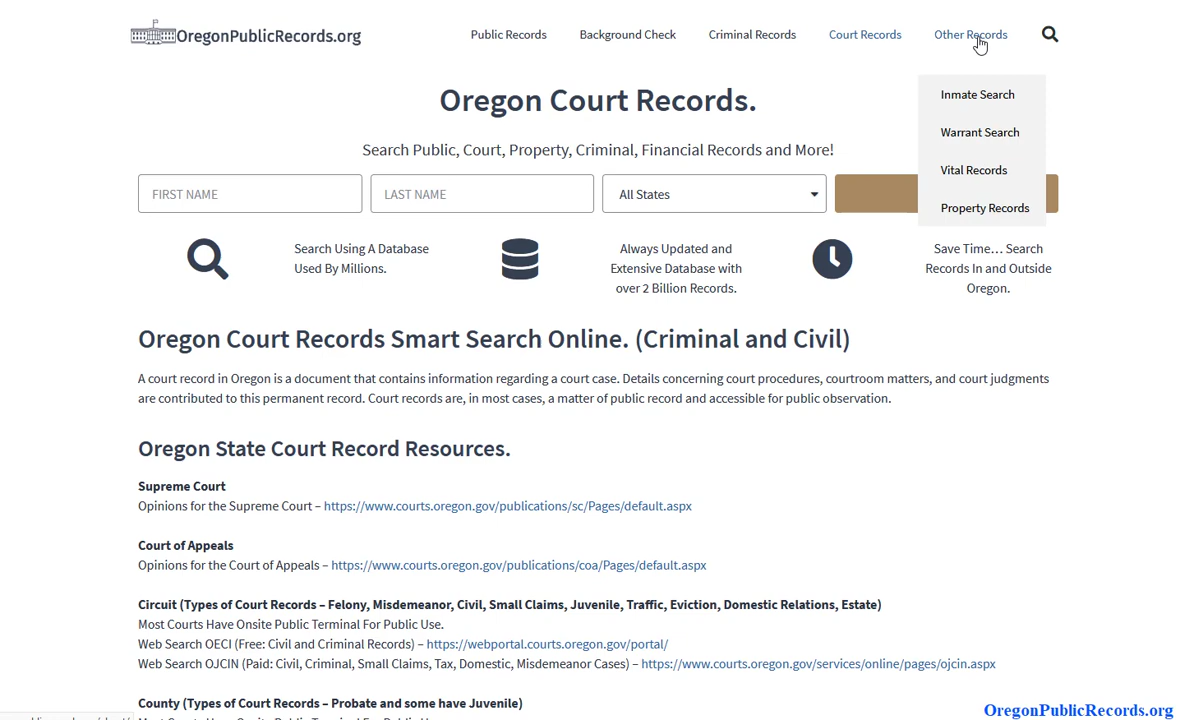 OregonPublicRecords.org
Public Records
Background Check
Criminal Records
Court Records
Other Records
Inmate Search
Warrant Search
Vital Records
Property Records
Oregon Court Records.
Search Public, Court, Property, Criminal, Financial Records and More!
FIRST NAME
LAST NAME
All States
Search Using A Database
Used By Millions.
Always Updated and
Extensive Database with
over 2 Billion Records.
Save Time… Search
Records In and Outside
Oregon.
Oregon Court Records Smart Search Online. (Criminal and Civil)
A court record in Oregon is a document that contains information regarding a court case. Details concerning court procedures, courtroom matters, and court judgments
are contributed to this permanent record. Court records are, in most cases, a matter of public record and accessible for public observation.
Oregon State Court Record Resources.
Supreme Court
Opinions for the Supreme Court – https://www.courts.oregon.gov/publications/sc/Pages/default.aspx
Court of Appeals
Opinions for the Court of Appeals – https://www.courts.oregon.gov/publications/coa/Pages/default.aspx
Circuit (Types of Court Records – Felony, Misdemeanor, Civil, Small Claims, Juvenile, Traffic, Eviction, Domestic Relations, Estate)
Most Courts Have Onsite Public Terminal For Public Use.
Web Search OECI (Free: Civil and Criminal Records) – https://webportal.courts.oregon.gov/portal/
Web Search OJCIN (Paid: Civil, Criminal, Small Claims, Tax, Domestic, Misdemeanor Cases) – https://www.courts.oregon.gov/services/online/pages/ojcin.aspx
County (Types of Court Records – Probate and some have Juvenile)
OregonPublicRecords.org